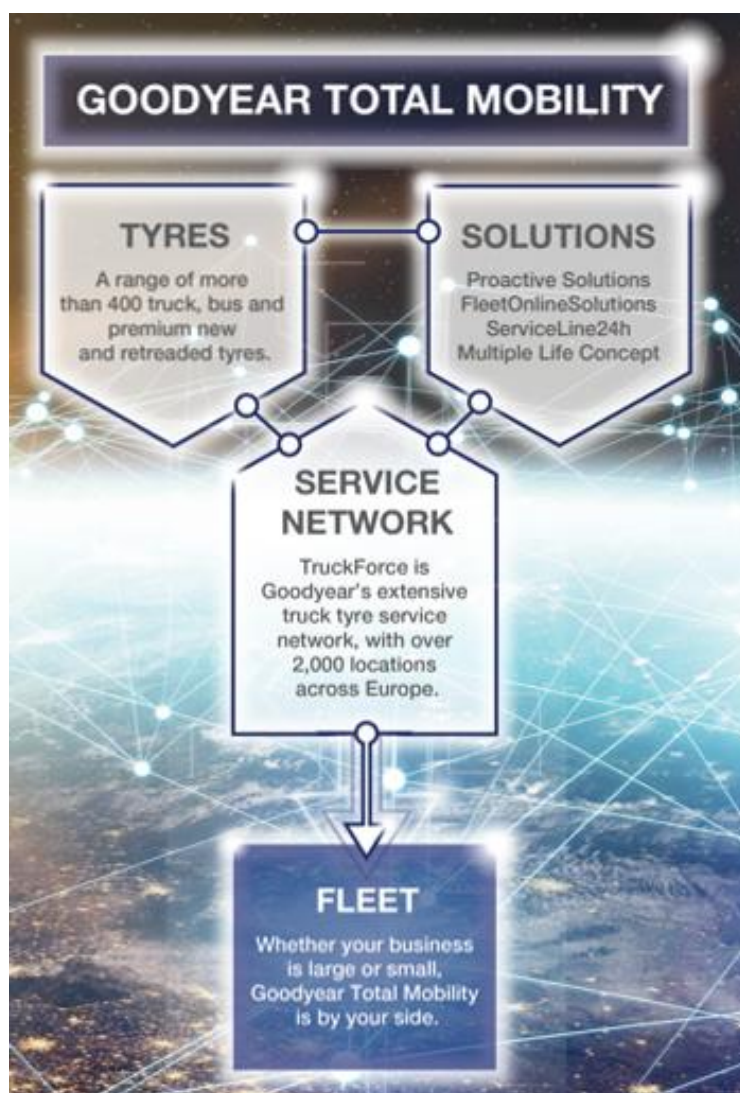 GOODYEAR TOTAL MOBILITY
TYRES
A range of more
than 400 truck, bus and
premium new
and retreaded tyres.
SOLUTIONS
Proactive Solutions
FleetOnlineSolutions
ServiceLine24h
Multiple Life Concept
SERVICE
NETWORK
TruckForce is
Goodyear's extensive
truck tyre service
network, with over
2,000 locations
across Europe.
FLEET
Whether your business
is large or small,
Goodyear Total Mobility
is by your side.